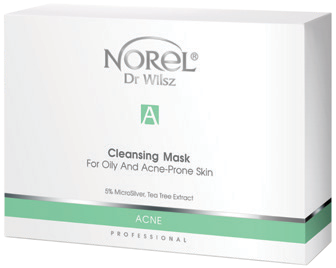 NOREL®
Dr Wilsz
A
Cleansing Mask
For Oily And Acne-Prone Skin
5% MicroSilver, Tea Tree Extract
ACNE
PROFESSIONAL